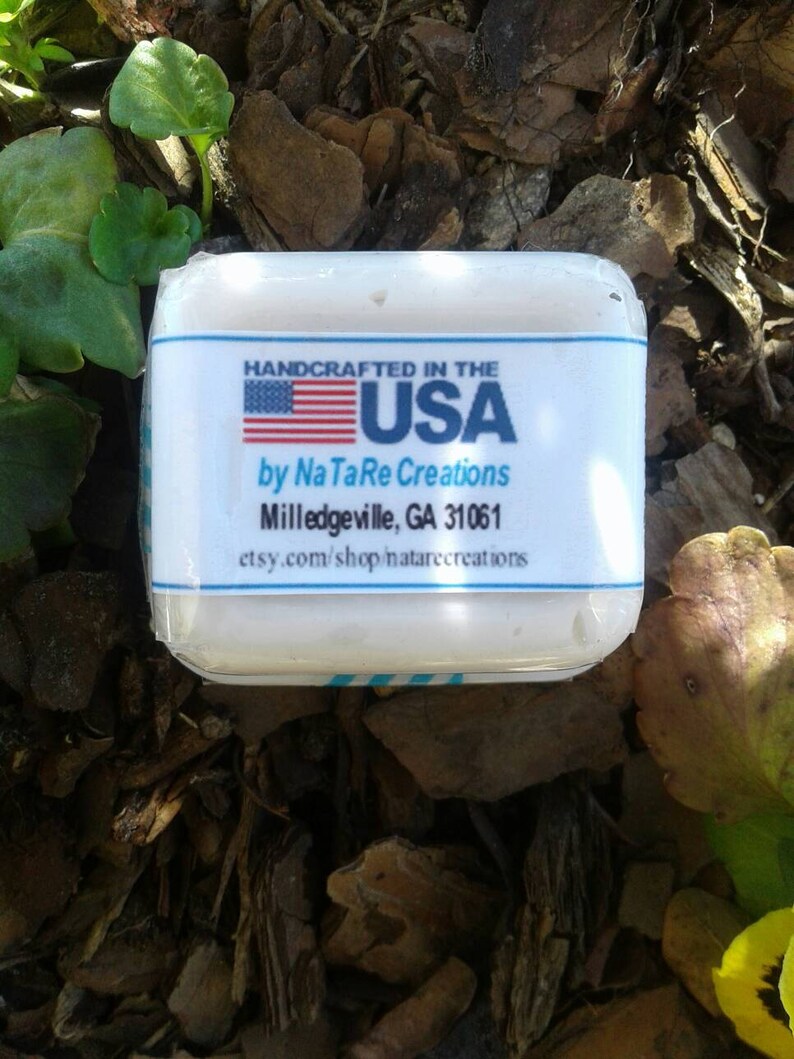 HANDCRAFTED IN THE
USA
by NaTaRe Creations
Milledgeville, GA 31061
etsy.com/shop/natarecreations